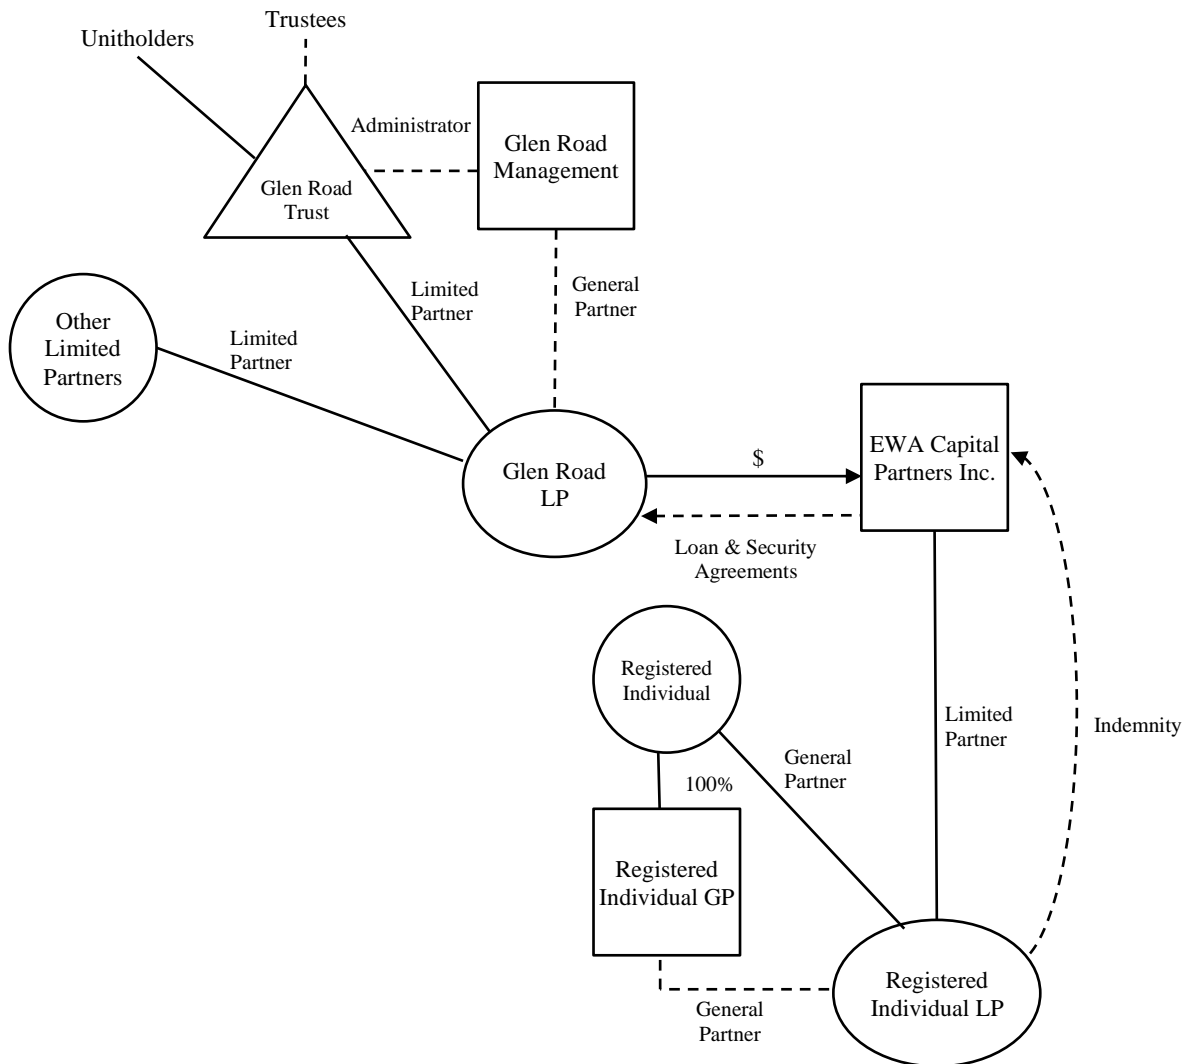 Trustees
Unitholders
Administrator
Glen Road
Management
Glen Road
Trust
Limited
Partner
General
Partner
Other
Limited
Partners
Limited
Partner
Glen Road
LP
$
EWA Capital
Partners Inc.
Loan & Security
Agreements
Registered
Individual
General
Partner
Limited
Partner
Indemnity
100%
Registered
Individual GP
General
Partner
Registered
Individual LP